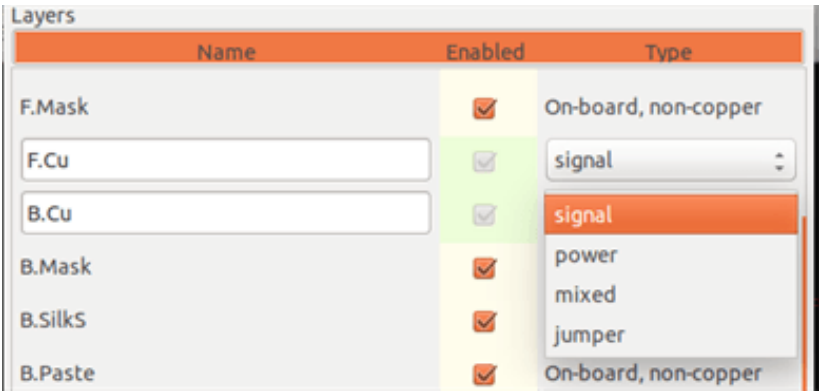 Layers
Name Enabled Type
F.Mask On-board, non-copper
F.Cu signal
B.Cu signal
power
B.Mask mixed
B.SilkS jumper
B.Paste On-board, non-copper